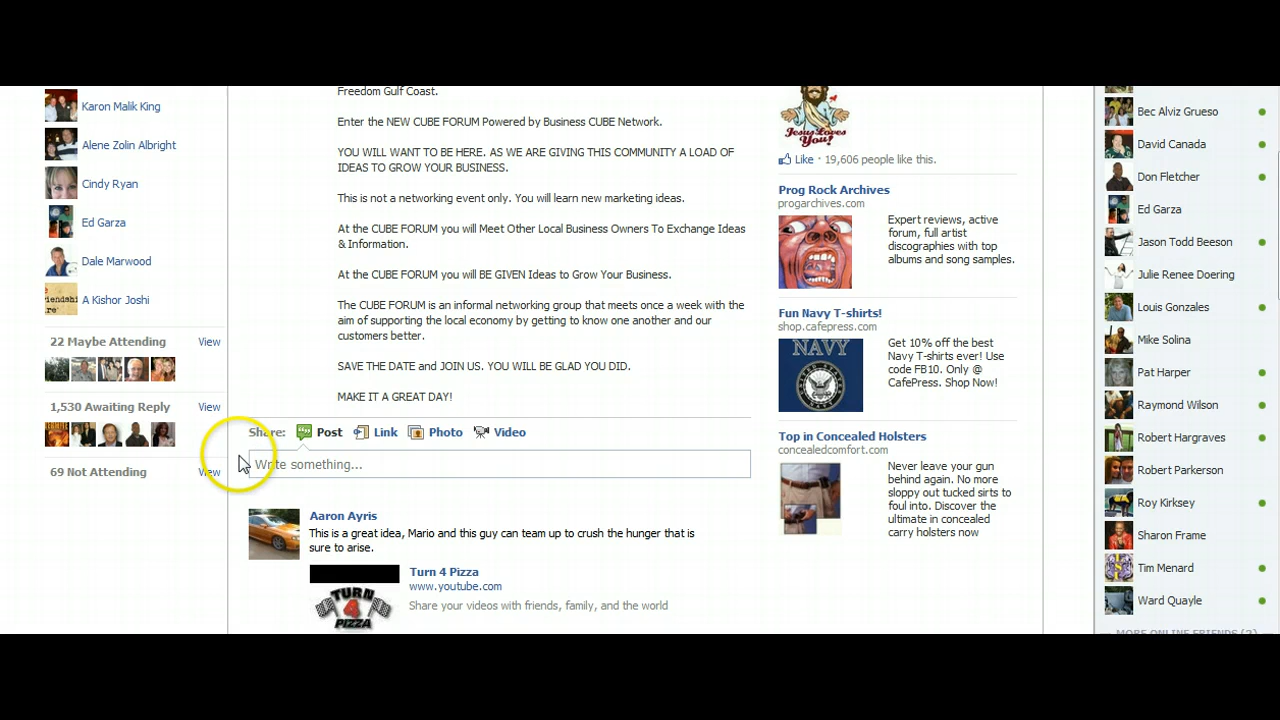 Karon Malik King
Alene Zolin Albright
Cindy Ryan
Ed Garza
Dale Marwood
A Kishor Joshi
22 Maybe Attending View
1,530 Awaiting Reply View
69 Not Attending View
Freedom Gulf Coast.
Enter the NEW CUBE FORUM Powered by Business CUBE Network.
YOU WILL WANT TO BE HERE. AS WE ARE GIVING THIS COMMUNITY A LOAD OF
IDEAS TO GROW YOUR BUSINESS.
This is not a networking event only. You will learn new marketing ideas.
At the CUBE FORUM you will Meet Other Local Business Owners To Exchange Ideas
& Information.
At the CUBE FORUM you will BE GIVEN Ideas to Grow Your Business.
The CUBE FORUM is an informal networking group that meets once a week with the
aim of supporting the local economy by getting to know one another and our
customers better.
SAVE THE DATE and JOIN US. YOU WILL BE GLAD YOU DID.
MAKE IT A GREAT DAY!
Share: Post Link Photo Video
Write something...
Aaron Ayris
This is a great idea, Mario and this guy can team up to crush the hunger that is
sure to arise.
TURN
4
PIZZA
Turn 4 Pizza
www.youtube.com
Share your videos with friends, family, and the world
Jesus Loves
You!
Like · 19,606 people like this.
Prog Rock Archives
progarchives.com
Expert reviews, active
forum, full artist
discographies with top
albums and song samples.
Fun Navy T-shirts!
shop.cafepress.com
NAVY
Get 10% off the best
Navy T-shirts ever! Use
code FB10. Only @
CafePress. Shop Now!
Top in Concealed Holsters
concealedcomfort.com
Never leave your gun
behind again. No more
sloppy out tucked sirts to
foul into. Discover the
ultimate in concealed
carry holsters now
Bec Alviz Grueso
David Canada
Don Fletcher
Ed Garza
Jason Todd Beeson
Julie Renee Doering
Louis Gonzales
Mike Solina
Pat Harper
Raymond Wilson
Robert Hargraves
Robert Parkerson
Roy Kirksey
Sharon Frame
Tim Menard
Ward Quayle
MORE ONLINE FRIENDS